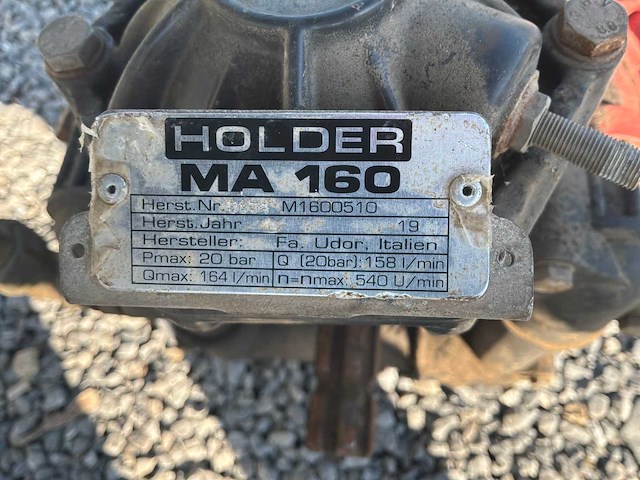 HOLDER
MA 160
Herst.Nr. M1600510
Herst.Jahr 19
Hersteller: Fa. Udor, Italien
Pmax: 20 bar Q (20bar): 158 l/min
Qmax: 164 l/min n=nmax: 540 U/min